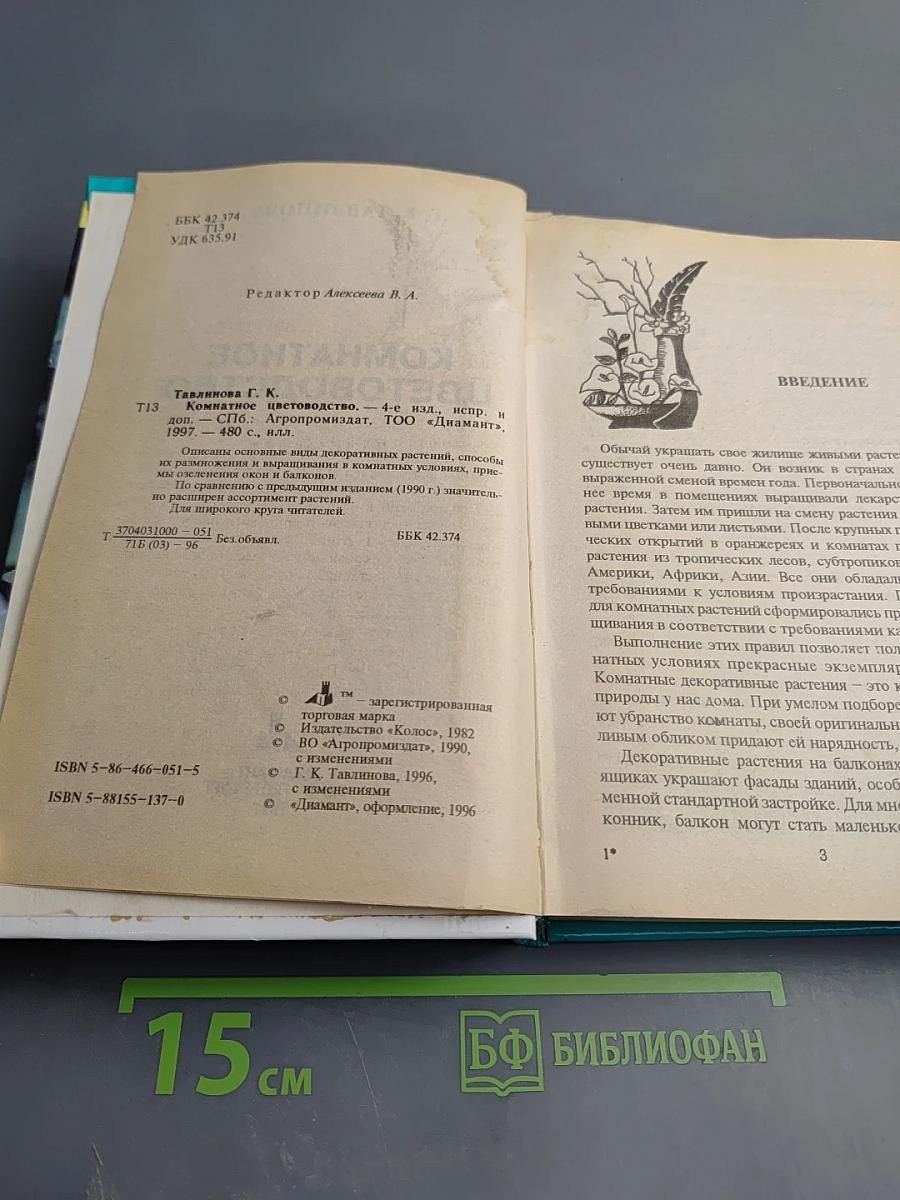 ББК 42.374
Т13
УДК 635.91
Редактор Алексеева В. А.
Тавлинова Г. К.
Т13 Комнатное цветоводство. — 4-е изд., испр. и
доп. — СПб.: Агропромиздат, ТОО «Диамант»,
1997. — 480 с., илл.
Описаны основные виды декоративных растений, способы
их размножения и выращивания в комнатных условиях, прие-
мы озеленения окон и балконов.
По сравнению с предыдущим изданием (1990 г.) значитель-
но расширен ассортимент растений.
Для широкого круга читателей.
Т 3704031000 — 051
71Б (03) — 96 Без.объявл.
ББК 42.374
© ™ — зарегистрированная
торговая марка
© Издательство «Колос», 1982
© ВО «Агропромиздат», 1990,
с изменениями
© Г. К. Тавлинова, 1996,
с изменениями
© «Диамант», оформление, 1996
ISBN 5-86-466-051-5
ISBN 5-88155-137-0
ВВЕДЕНИЕ
Обычай украшать свое жилище живыми расте
существует очень давно. Он возник в странах
выраженной сменой времен года. Первоначально
нее время в помещениях выращивали лекарст
растения. Затем им пришли на смену растения
выми цветками или листьями. После крупных г
ческих открытий в оранжереях и комнатах п
растения из тропических лесов, субтропиков
Америки, Африки, Азии. Все они обладал
требованиями к условиям произрастания. П
для комнатных растений сформировались пр
щивания в соответствии с требованиями ка
Выполнение этих правил позволяет пол
натных условиях прекрасные экземпляр
Комнатные декоративные растения — это к
природы у нас дома. При умелом подборе
ют убранство комнаты, своей оригинальн
ливым обликом придают ей нарядность,
Декоративные растения на балконах
ящиках украшают фасады зданий, особ
менной стандартной застройке. Для мно
конник, балкон могут стать маленько
1*
3
15 см
БФ БИБЛИОФАН